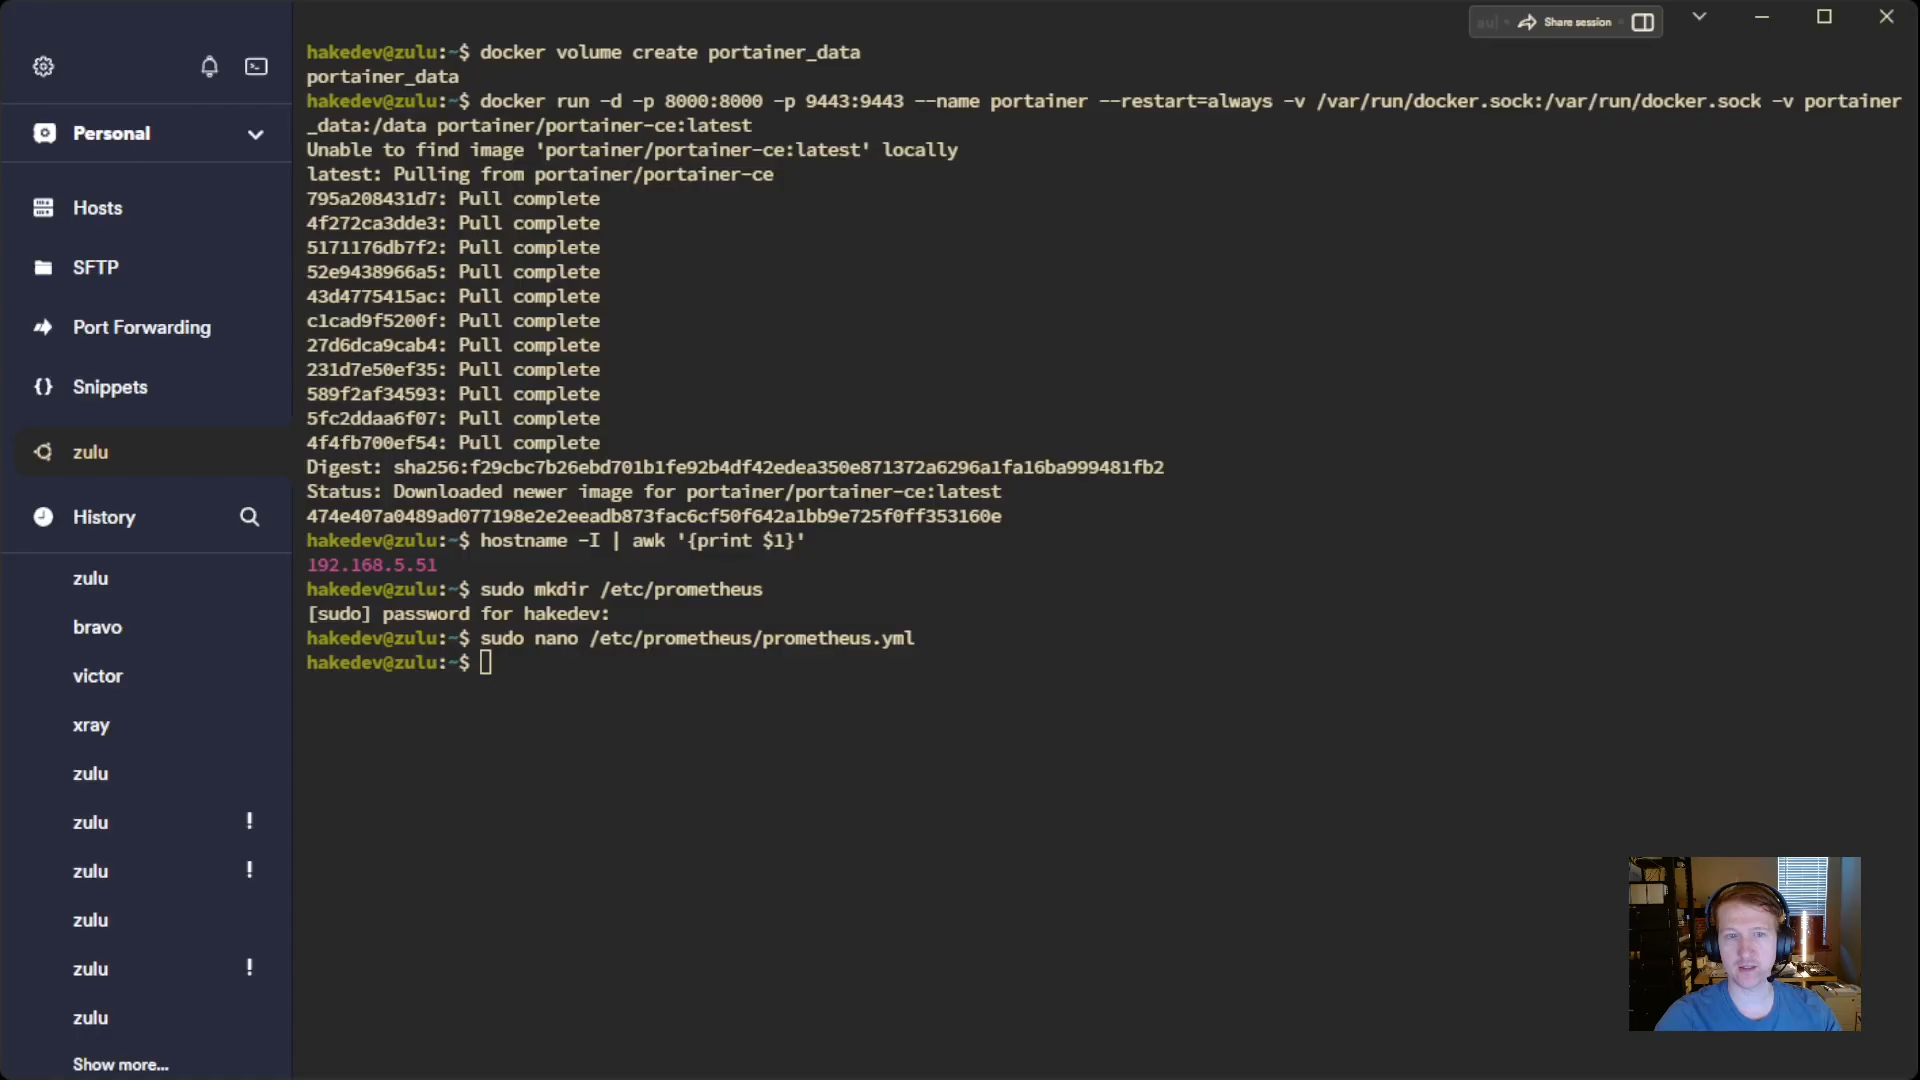 Share session
Personal
Hosts
SFTP
Port Forwarding
Snippets
zulu
History
zulu
bravo
victor
xray
zulu
zulu !
zulu !
zulu
zulu !
zulu
Show more...
hakedev@zulu:~$ docker volume create portainer_data
portainer_data
hakedev@zulu:~$ docker run -d -p 8000:8000 -p 9443:9443 --name portainer --restart=always -v /var/run/docker.sock:/var/run/docker.sock -v portainer
_data:/data portainer/portainer-ce:latest
Unable to find image 'portainer/portainer-ce:latest' locally
latest: Pulling from portainer/portainer-ce
795a208431d7: Pull complete
4f272ca3dde3: Pull complete
5171176db7f2: Pull complete
52e9438966a5: Pull complete
43d4775415ac: Pull complete
c1cad9f5200f: Pull complete
27d6dca9cab4: Pull complete
231d7e50ef35: Pull complete
589f2af34593: Pull complete
5fc2ddaa6f07: Pull complete
4f4fb700ef54: Pull complete
Digest: sha256:f29cbc7b26ebd701b1fe92b4df42edea350e871372a6296a1fa16ba999481fb2
Status: Downloaded newer image for portainer/portainer-ce:latest
474e407a0489ad077198e2e2eeadb873fac6cf50f642a1bb9e725f0ff353160e
hakedev@zulu:~$ hostname -I | awk '{print $1}'
192.168.5.51
hakedev@zulu:~$ sudo mkdir /etc/prometheus
[sudo] password for hakedev:
hakedev@zulu:~$ sudo nano /etc/prometheus/prometheus.yml
hakedev@zulu:~$